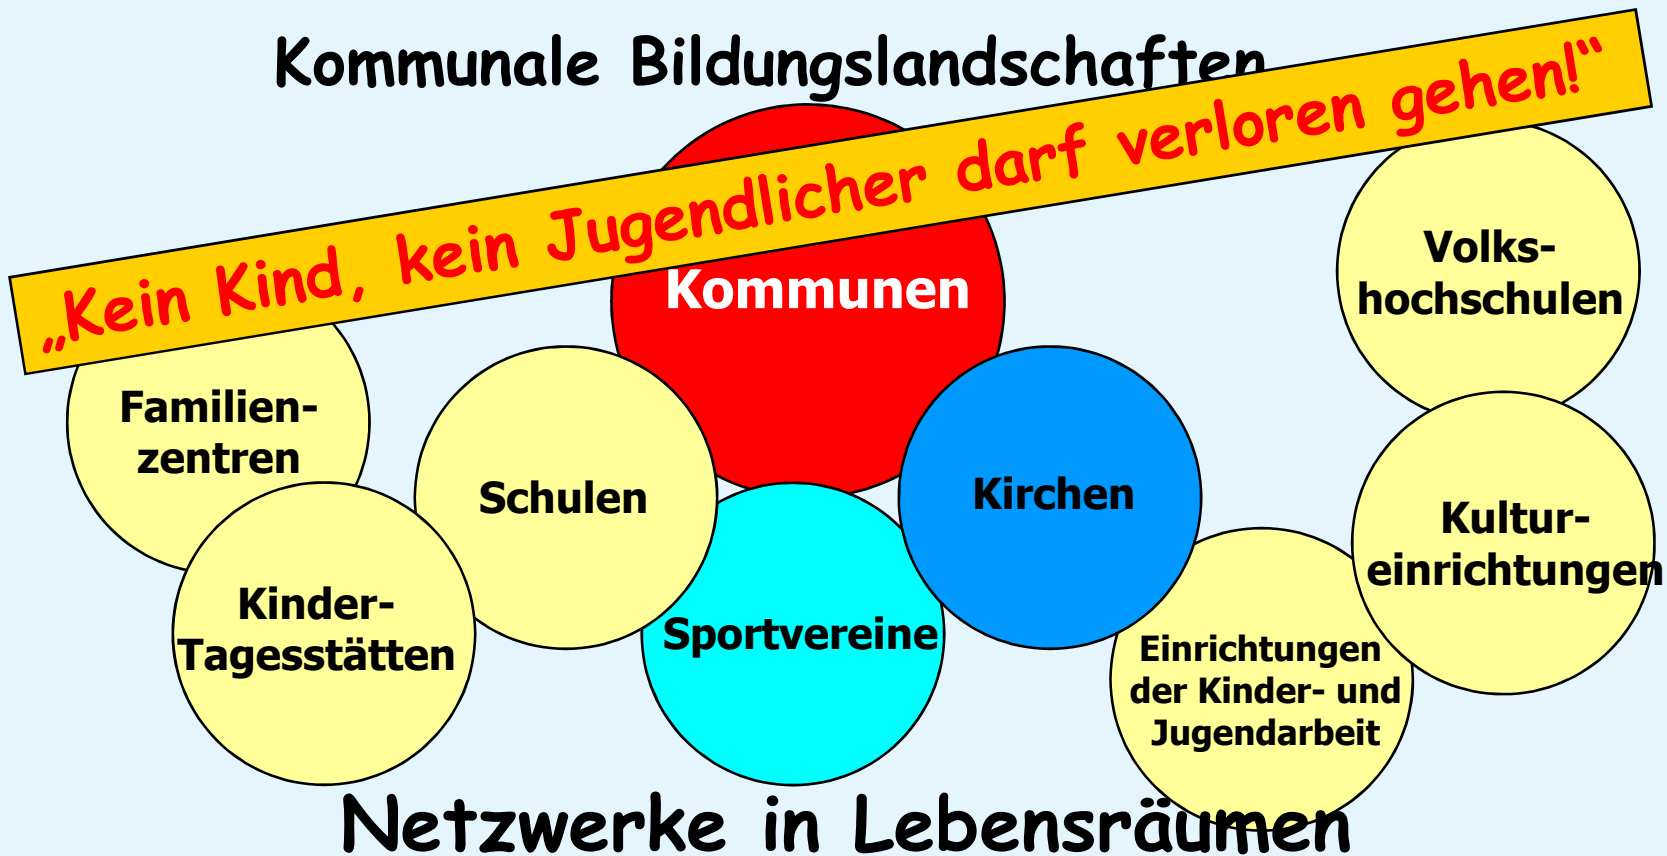 Kommunale Bildungslandschaften
„Kein Kind, kein Jugendlicher darf verloren gehen!“
Kommunen
Volks-
hochschulen
Familien-
zentren
Schulen
Kirchen
Kultur-
einrichtungen
Kinder-
Tagesstätten
Sportvereine
Einrichtungen
der Kinder- und
Jugendarbeit
Netzwerke in Lebensräumen